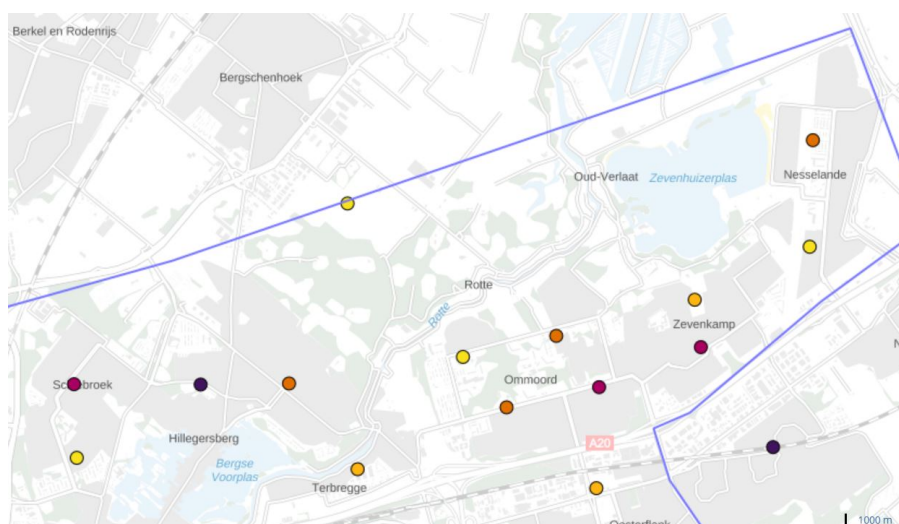 Berkel en Rodenrijs
Bergschenhoek
Oud-Verlaat
Zevenhuizerplas
Nesselande
Rotte
Rotte
Zevenkamp
Ommoord
Hillegersberg
Bergse
Voorplas
Terbregge
A20
1000 m